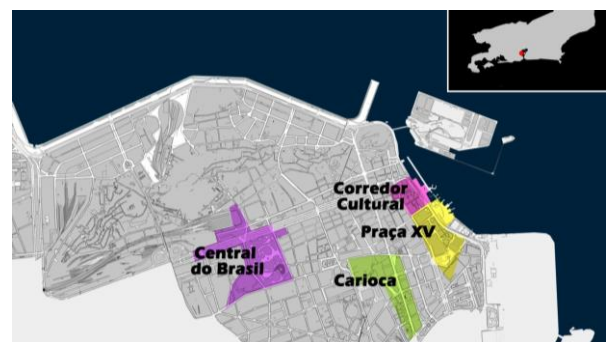 Corredor
Cultural
Praça XV
Central
do Brasil
Carioca